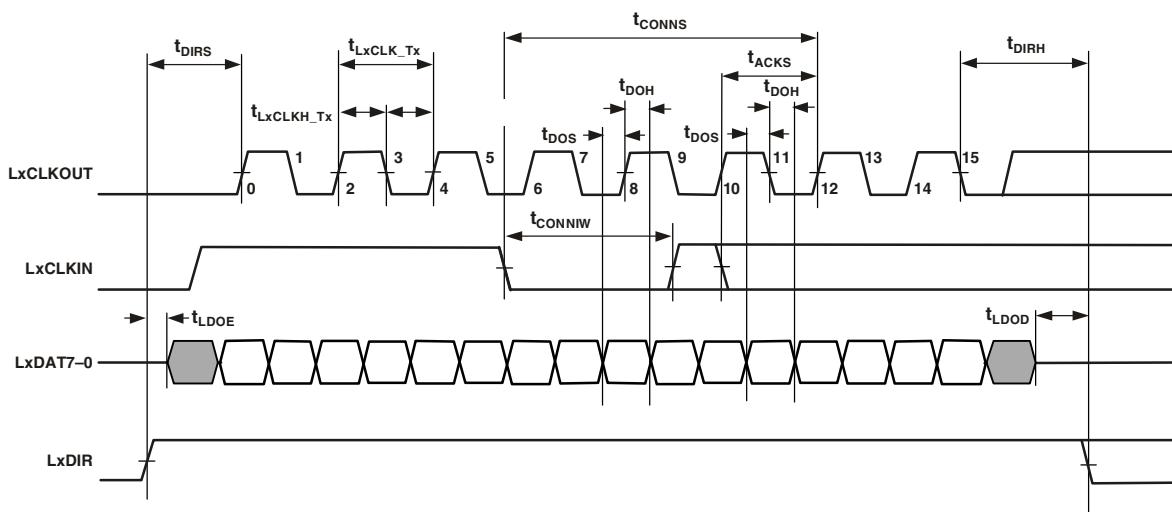 tCONNS
tDIRS
tLxCLK_Tx
tACKS
tDIRH
tDOH
tDOH
tLxCLKH_Tx
tDOS
tDOS
1 3 5 7 9 11 13 15
LxCLKOUT
0 2 4 6 8 10 12 14
tCONNIW
LxCLKIN
tLDOE
tLDOD
LxDAT7–0
LxDIR